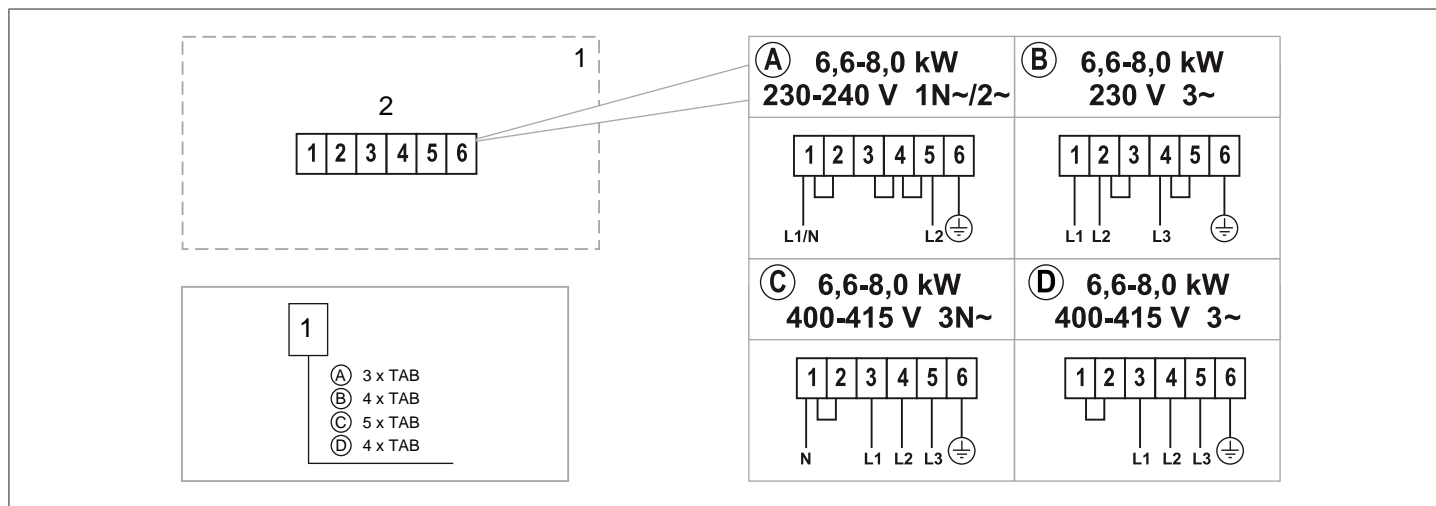 1
2
1 2 3 4 5 6
1
A 3 x TAB
B 4 x TAB
C 5 x TAB
D 4 x TAB
A 6,6-8,0 kW
230-240 V 1N~/2~
1 2 3 4 5 6
L1/N L2
B 6,6-8,0 kW
230 V 3~
1 2 3 4 5 6
L1 L2 L3
C 6,6-8,0 kW
400-415 V 3N~
1 2 3 4 5 6
N L1 L2 L3
D 6,6-8,0 kW
400-415 V 3~
1 2 3 4 5 6
L1 L2 L3